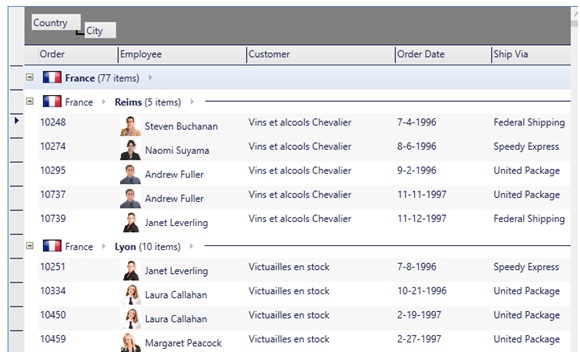 Country
City
Order Employee Customer Order Date Ship Via
France (77 items)
France Reims (5 items)
10248 Steven Buchanan Vins et alcools Chevalier 7-4-1996 Federal Shipping
10274 Naomi Suyama Vins et alcools Chevalier 8-6-1996 Speedy Express
10295 Andrew Fuller Vins et alcools Chevalier 9-2-1996 United Package
10737 Andrew Fuller Vins et alcools Chevalier 11-11-1997 United Package
10739 Janet Leverling Vins et alcools Chevalier 11-12-1997 Federal Shipping
France Lyon (10 items)
10251 Janet Leverling Victuailles en stock 7-8-1996 Speedy Express
10334 Laura Callahan Victuailles en stock 10-21-1996 United Package
10450 Laura Callahan Victuailles en stock 2-19-1997 United Package
10459 Margaret Peacock Victuailles en stock 2-27-1997 United Package